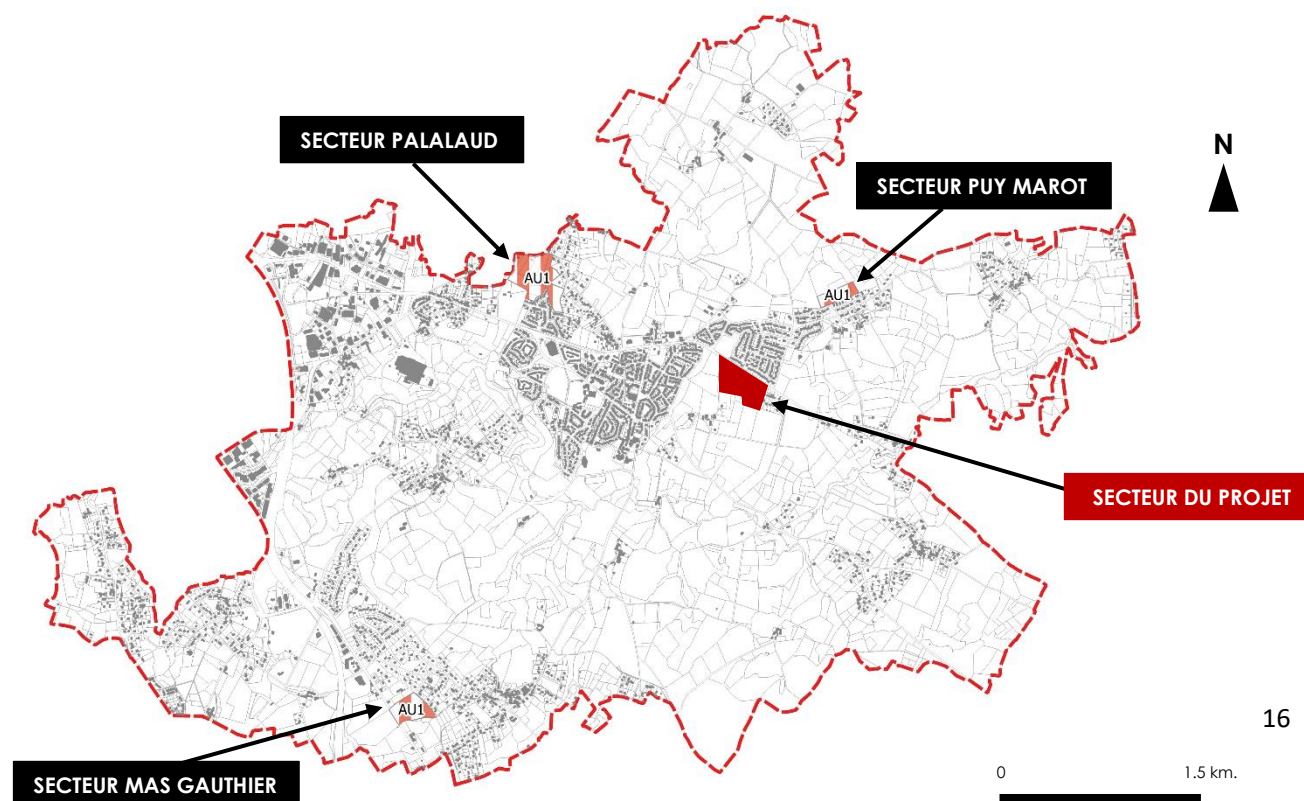 SECTEUR PALALAUD
N
SECTEUR PUY MAROT
AU1
AU1
SECTEUR DU PROJET
AU1
16
SECTEUR MAS GAUTHIER
0 1.5 km.